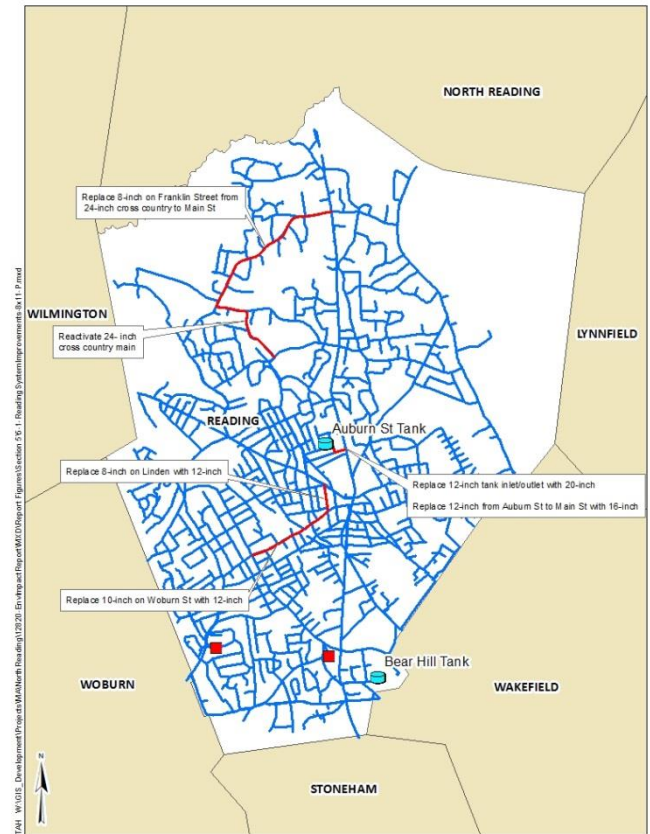 NORTH READING
Replace 8-inch on Franklin Street from
24-inch cross country to Main St
WILMINGTON
Reactivate 24- inch
cross country main
LYNNFIELD
READING
Auburn St Tank
Replace 8-inch on Linden with 12-inch
Replace 12-inch tank inlet/outlet with 20-inch
Replace 12-inch from Auburn St to Main St with 16-inch
Replace 10-inch on Woburn St with 12-inch
Bear Hill Tank
WOBURN
WAKEFIELD
STONEHAM
N